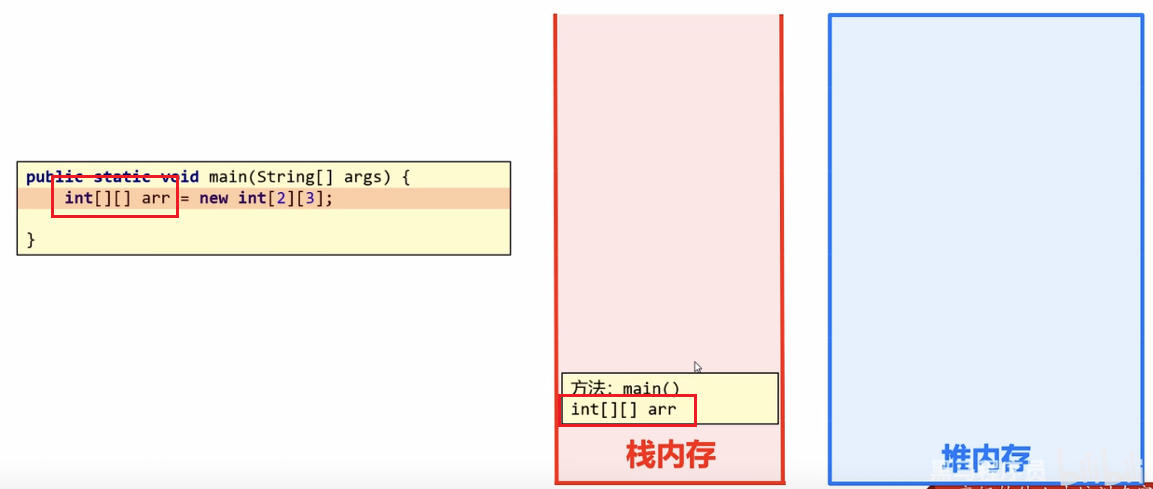 public static void main(String[] args) {
int[][] arr = new int[2][3];
}
方法：main()
int[][] arr
栈内存
堆内存